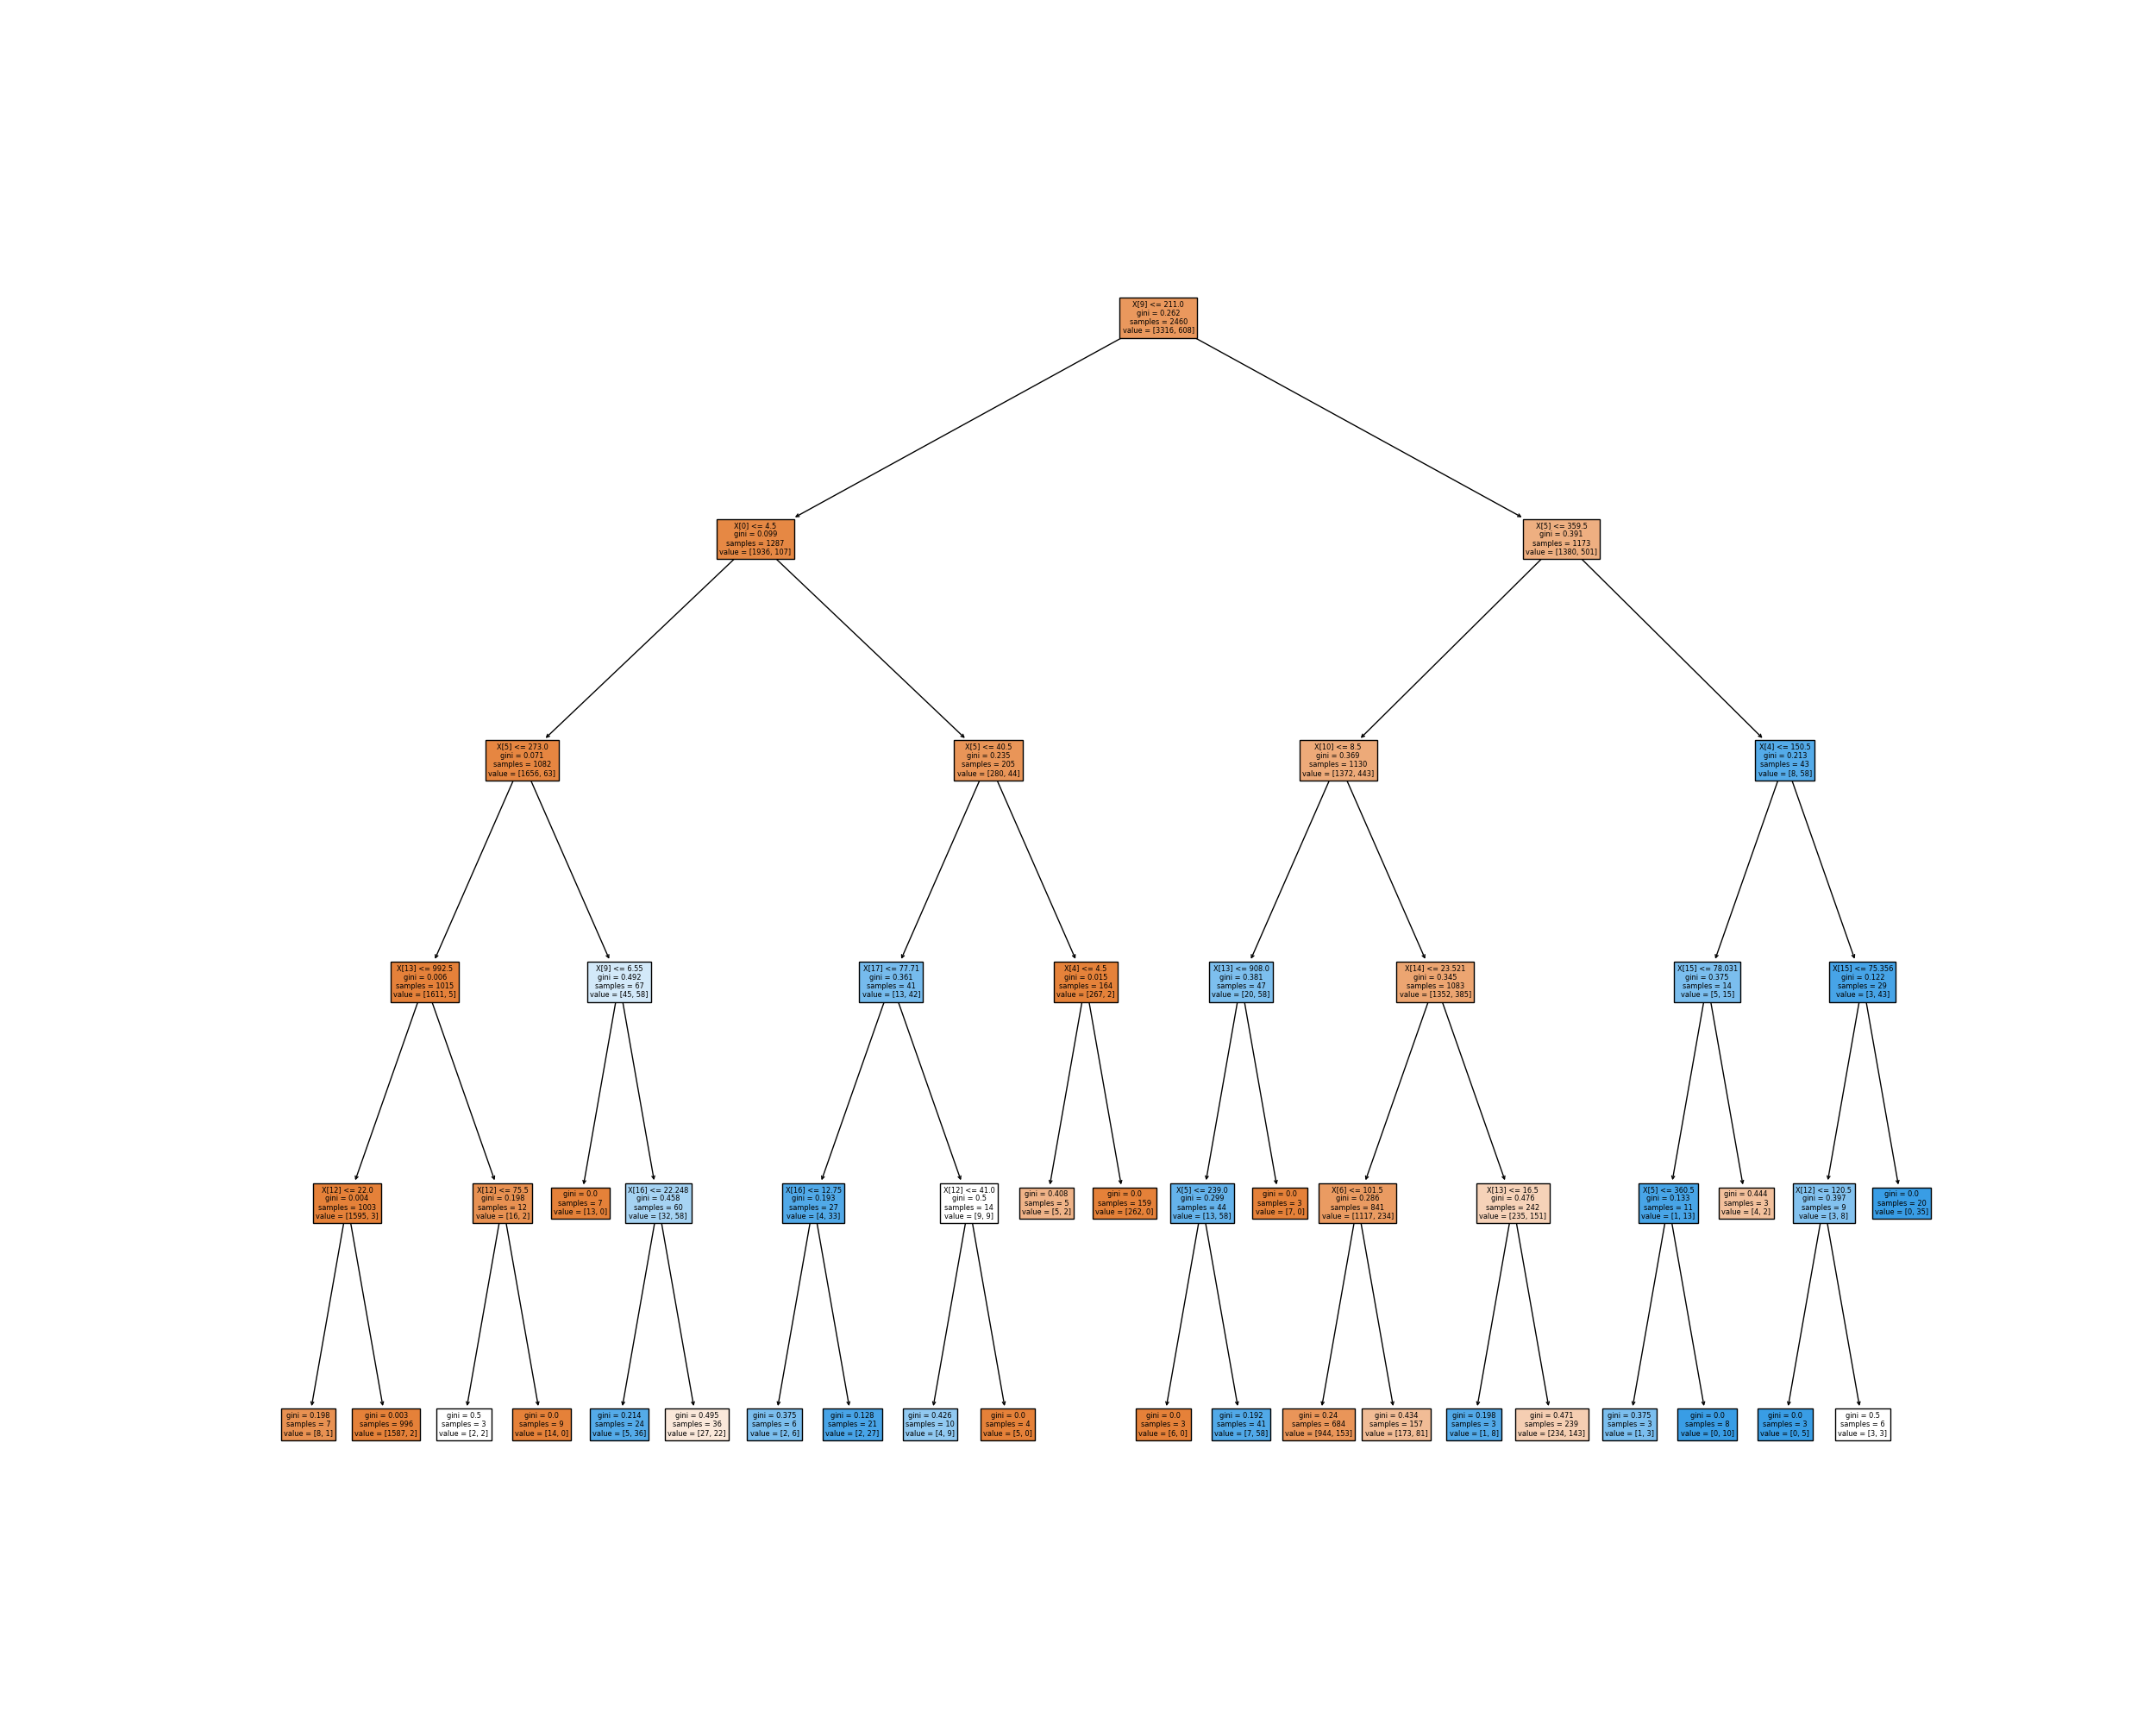 X[9] <= 211.0
gini = 0.262
samples = 2460
value = [3316, 608]
X[0] <= 4.5
gini = 0.099
samples = 1287
value = [1936, 107]
X[5] <= 359.5
gini = 0.391
samples = 1173
value = [1380, 501]
X[5] <= 273.0
gini = 0.071
samples = 1082
value = [1656, 63]
X[5] <= 40.5
gini = 0.235
samples = 205
value = [280, 44]
X[10] <= 8.5
gini = 0.369
samples = 1130
value = [1372, 443]
X[4] <= 150.5
gini = 0.213
samples = 43
value = [8, 58]
X[13] <= 992.5
gini = 0.006
samples = 1015
value = [1611, 5]
X[9] <= 6.55
gini = 0.492
samples = 67
value = [45, 58]
X[17] <= 77.71
gini = 0.361
samples = 41
value = [13, 42]
X[4] <= 4.5
gini = 0.015
samples = 164
value = [267, 2]
X[13] <= 908.0
gini = 0.381
samples = 47
value = [20, 58]
X[14] <= 23.521
gini = 0.345
samples = 1083
value = [1352, 385]
X[15] <= 78.031
gini = 0.375
samples = 14
value = [5, 15]
X[15] <= 75.356
gini = 0.122
samples = 29
value = [3, 43]
X[12] <= 22.0
gini = 0.004
samples = 1003
value = [1595, 3]
X[12] <= 75.5
gini = 0.198
samples = 12
value = [16, 2]
gini = 0.0
samples = 7
value = [13, 0]
X[16] <= 22.248
gini = 0.458
samples = 60
value = [32, 58]
X[16] <= 12.75
gini = 0.193
samples = 27
value = [4, 33]
X[12] <= 41.0
gini = 0.5
samples = 14
value = [9, 9]
gini = 0.408
samples = 5
value = [5, 2]
gini = 0.0
samples = 159
value = [262, 0]
X[5] <= 239.0
gini = 0.299
samples = 44
value = [13, 58]
gini = 0.0
samples = 3
value = [7, 0]
X[6] <= 101.5
gini = 0.286
samples = 841
value = [1117, 234]
X[13] <= 16.5
gini = 0.476
samples = 242
value = [235, 151]
X[5] <= 360.5
gini = 0.133
samples = 11
value = [1, 13]
gini = 0.444
samples = 3
value = [4, 2]
X[12] <= 120.5
gini = 0.397
samples = 9
value = [3, 8]
gini = 0.0
samples = 20
value = [0, 35]
gini = 0.198
samples = 7
value = [8, 1]
gini = 0.003
samples = 996
value = [1587, 2]
gini = 0.5
samples = 3
value = [2, 2]
gini = 0.0
samples = 9
value = [14, 0]
gini = 0.214
samples = 24
value = [5, 36]
gini = 0.495
samples = 36
value = [27, 22]
gini = 0.375
samples = 6
value = [2, 6]
gini = 0.128
samples = 21
value = [2, 27]
gini = 0.426
samples = 10
value = [4, 9]
gini = 0.0
samples = 4
value = [5, 0]
gini = 0.0
samples = 3
value = [6, 0]
gini = 0.192
samples = 41
value = [7, 58]
gini = 0.24
samples = 684
value = [944, 153]
gini = 0.434
samples = 157
value = [173, 81]
gini = 0.198
samples = 3
value = [1, 8]
gini = 0.471
samples = 239
value = [234, 143]
gini = 0.375
samples = 3
value = [1, 3]
gini = 0.0
samples = 8
value = [0, 10]
gini = 0.0
samples = 3
value = [0, 5]
gini = 0.5
samples = 6
value = [3, 3]